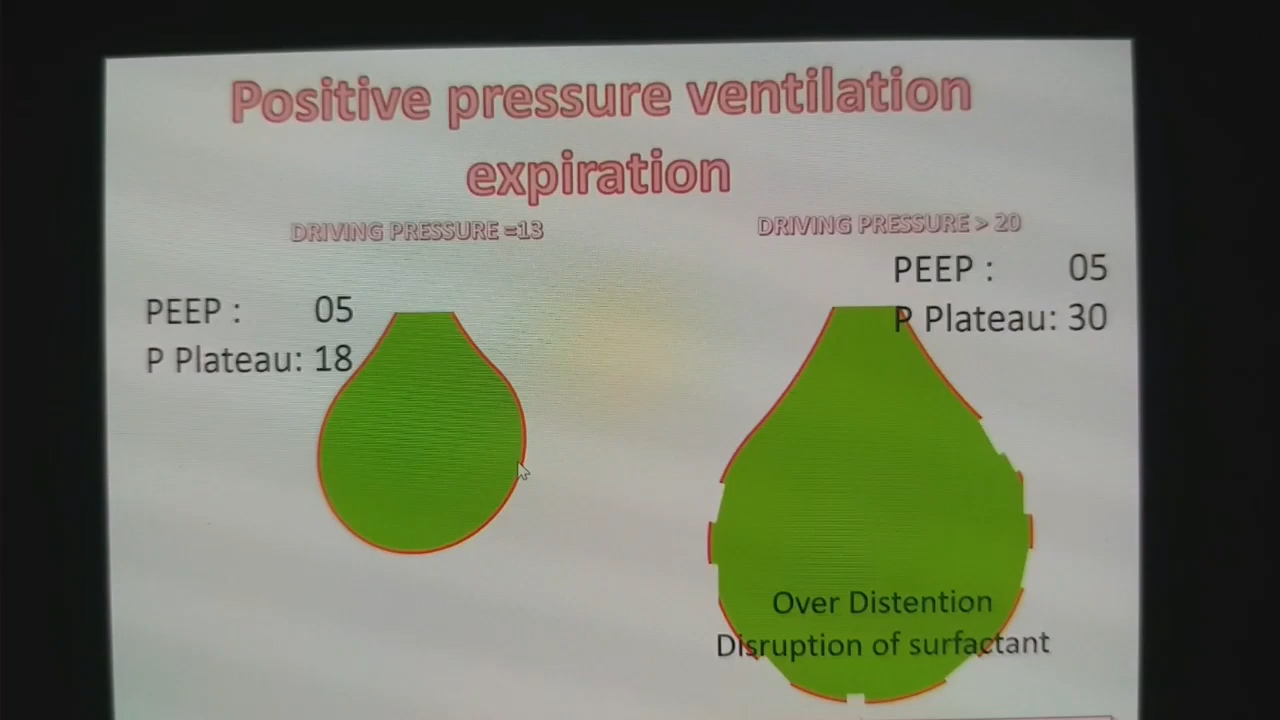 Positive pressure ventilation
expiration
DRIVING PRESSURE =13
PEEP : 05
P Plateau: 18
DRIVING PRESSURE > 20
PEEP : 05
P Plateau: 30
Over Distention
Disruption of surfactant